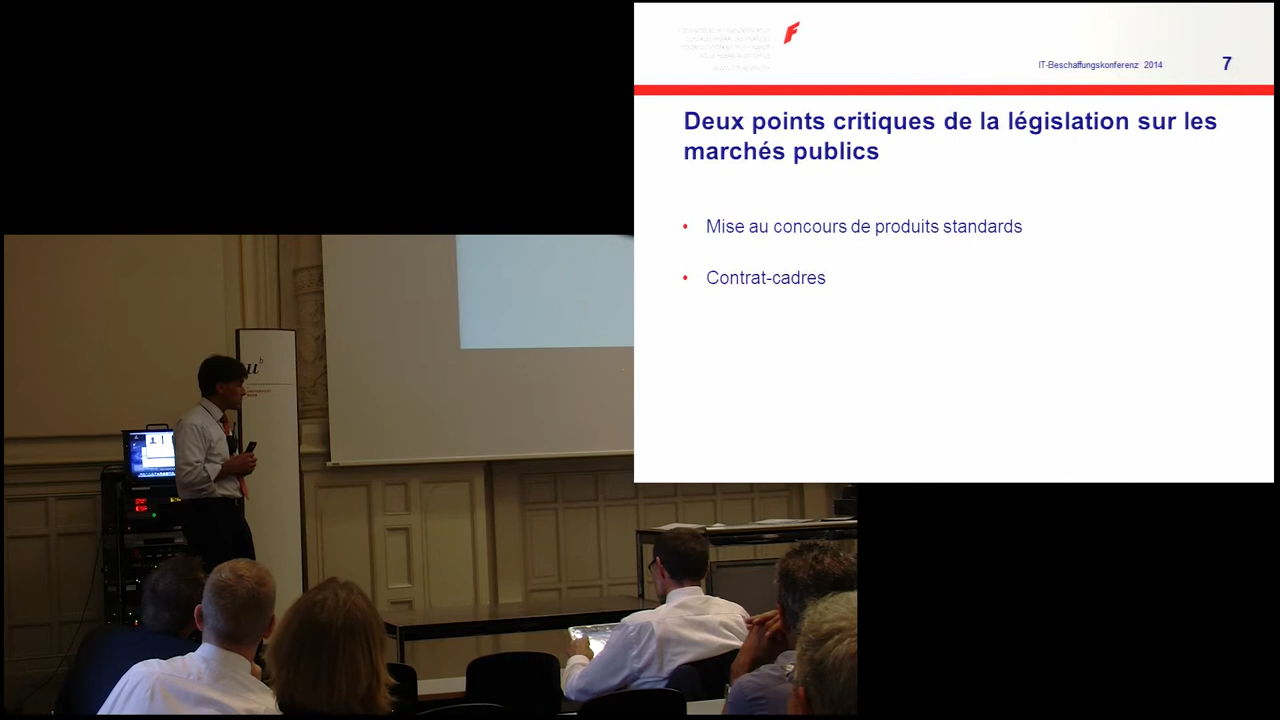 F
IT-Beschaffungskonferenz 2014
7
Deux points critiques de la législation sur les
marchés publics
• Mise au concours de produits standards
• Contrat-cadres
u
b